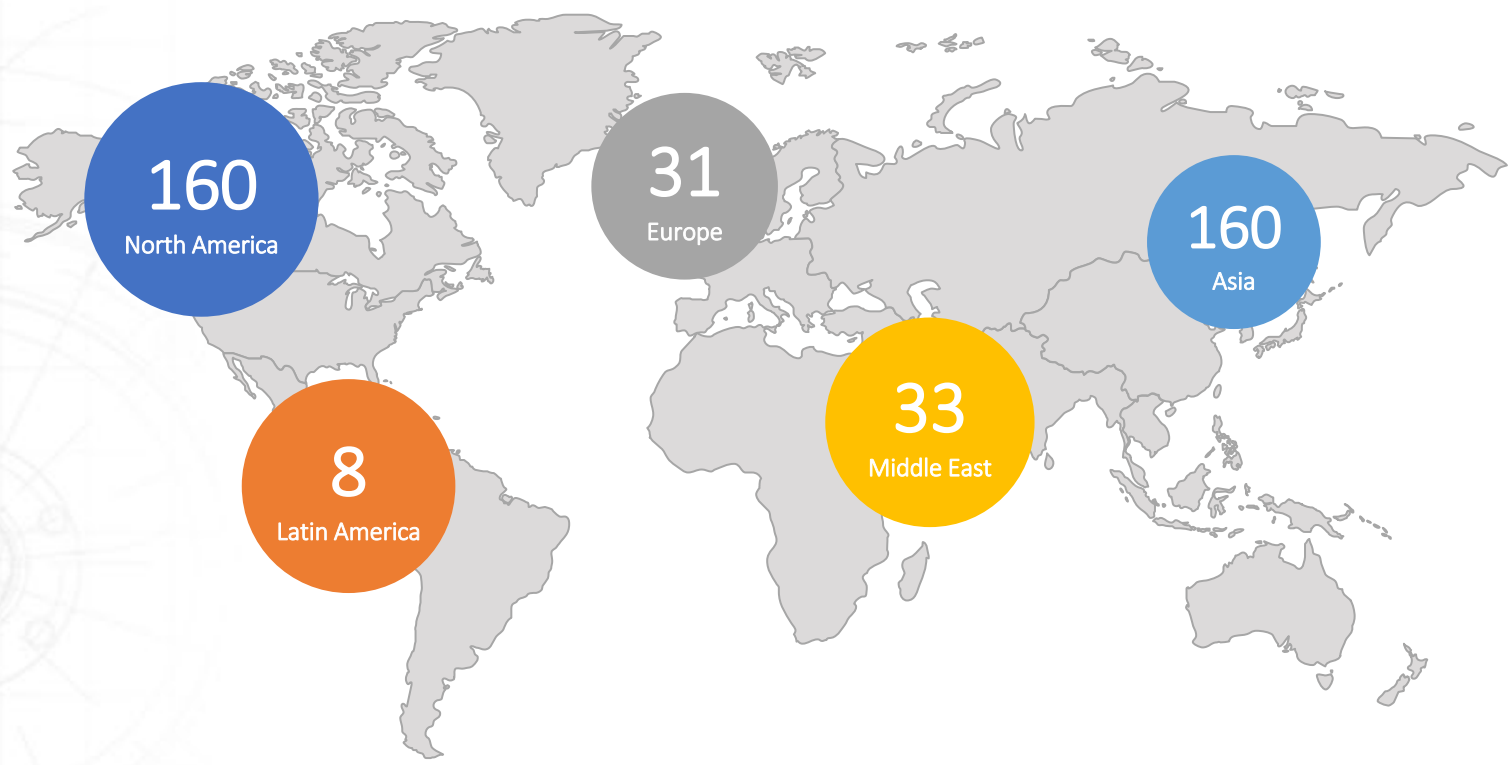 160
North America
31
Europe
160
Asia
33
Middle East
8
Latin America